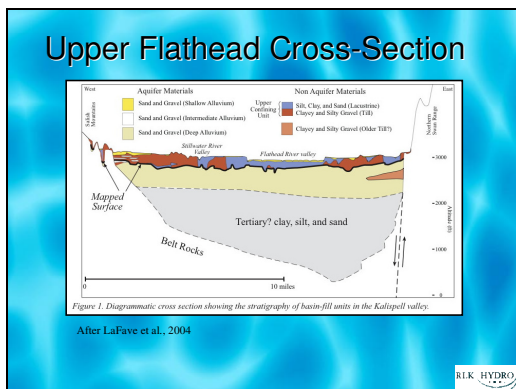 Upper Flathead Cross-Section
West
East
Aquifer Materials
Non Aquifer Materials
Sand and Gravel (Shallow Alluvium)
Sand and Gravel (Intermediate Alluvium)
Sand and Gravel (Deep Alluvium)
Upper
Confining
Unit
Silt, Clay, and Sand (Lacustrine)
Clayey and Silty Gravel (Till)
Clayey and Silty Gravel (Older Till?)
Salish
Mountains
Northern
Swan Range
Stillwater River
Valley
Flathead River valley
3000
Mapped
Surface
2000
Altitude (ft)
Tertiary? clay, silt, and sand
Belt Rocks
1000
0
10 miles
0
Figure 1. Diagrammatic cross section showing the stratigraphy of basin-fill units in the Kalispell valley.
After LaFave et al., 2004
RLK HYDRO